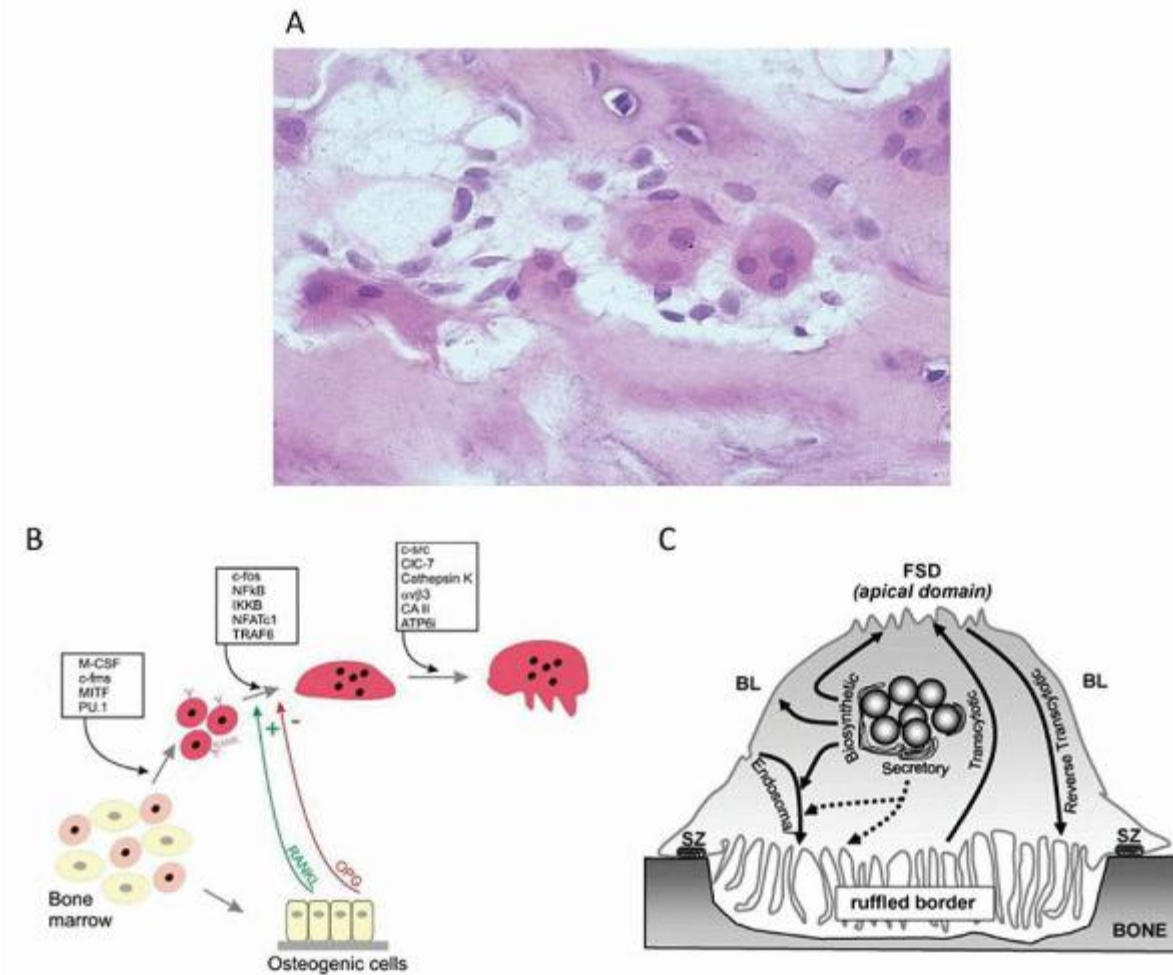 A
B
c-src
ClC-7
Cathepsin K
αvβ3
CA II
ATP6i
c-fos
NFkB
IKKB
NFATc1
TRAF6
M-CSF
c-fms
MITF
PU.1
RANK
+
-
RANKL
OPG
Bone
marrow
Osteogenic cells
C
FSD
(apical domain)
BL
BL
Biosynthetic
Secretory
Transcytotic
Reverse Transcytotic
Endosomal
SZ
SZ
ruffled border
BONE